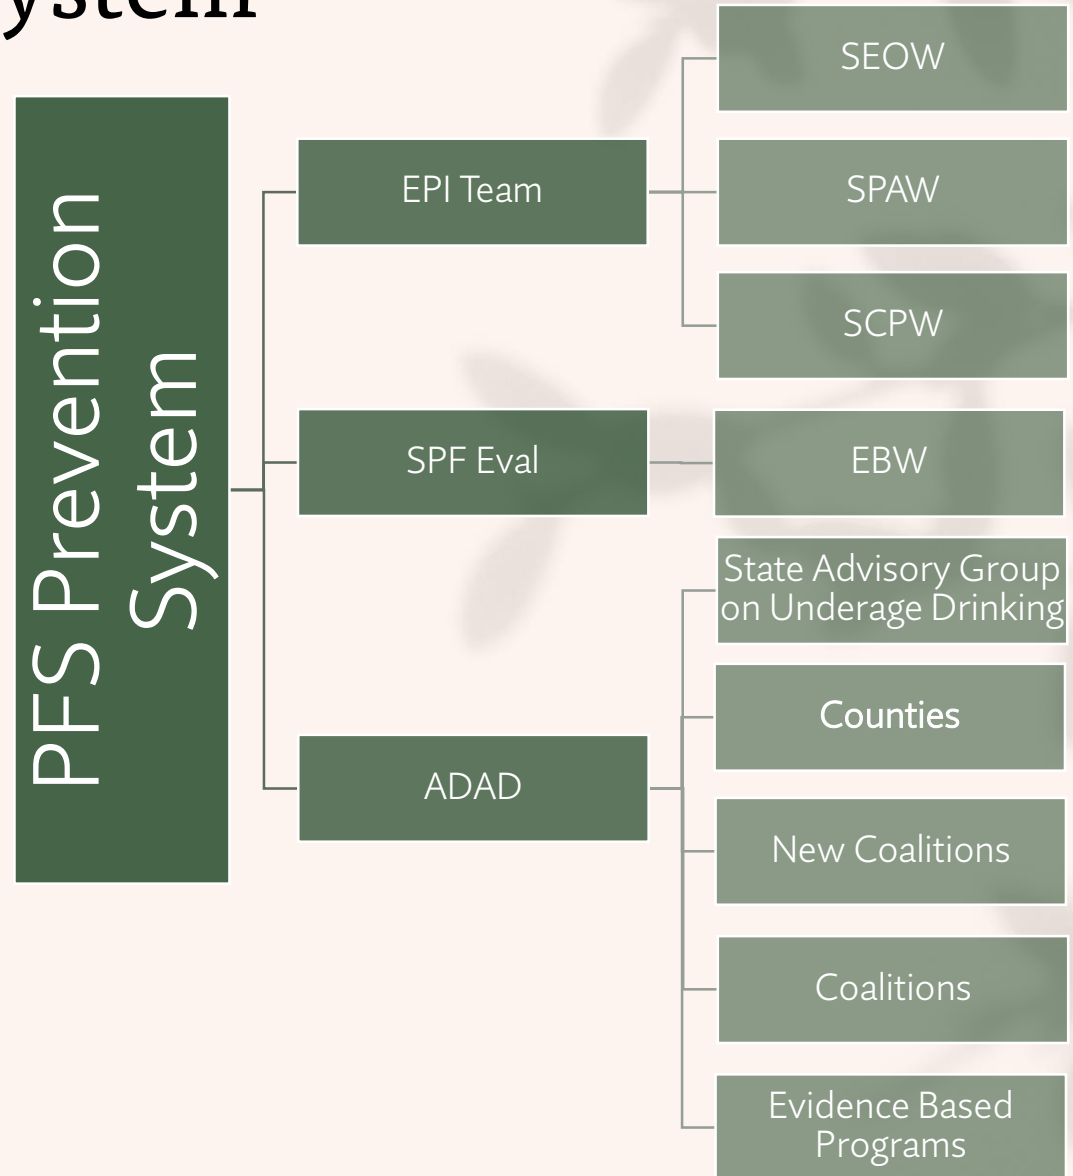 PFS Prevention
System
EPI Team
SEOW
SPAW
SCPW
SPF Eval
EBW
ADAD
State Advisory Group
on Underage Drinking
Counties
New Coalitions
Coalitions
Evidence Based
Programs